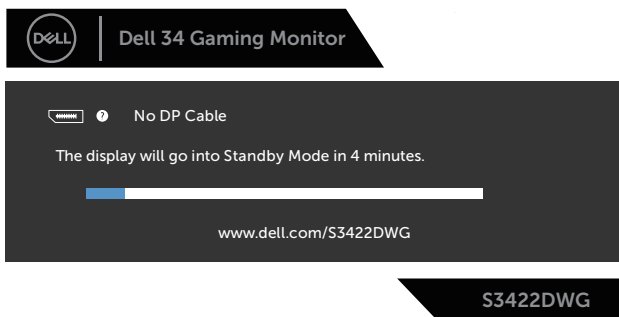 DELL
Dell 34 Gaming Monitor
? No DP Cable
The display will go into Standby Mode in 4 minutes.
www.dell.com/S3422DWG
S3422DWG